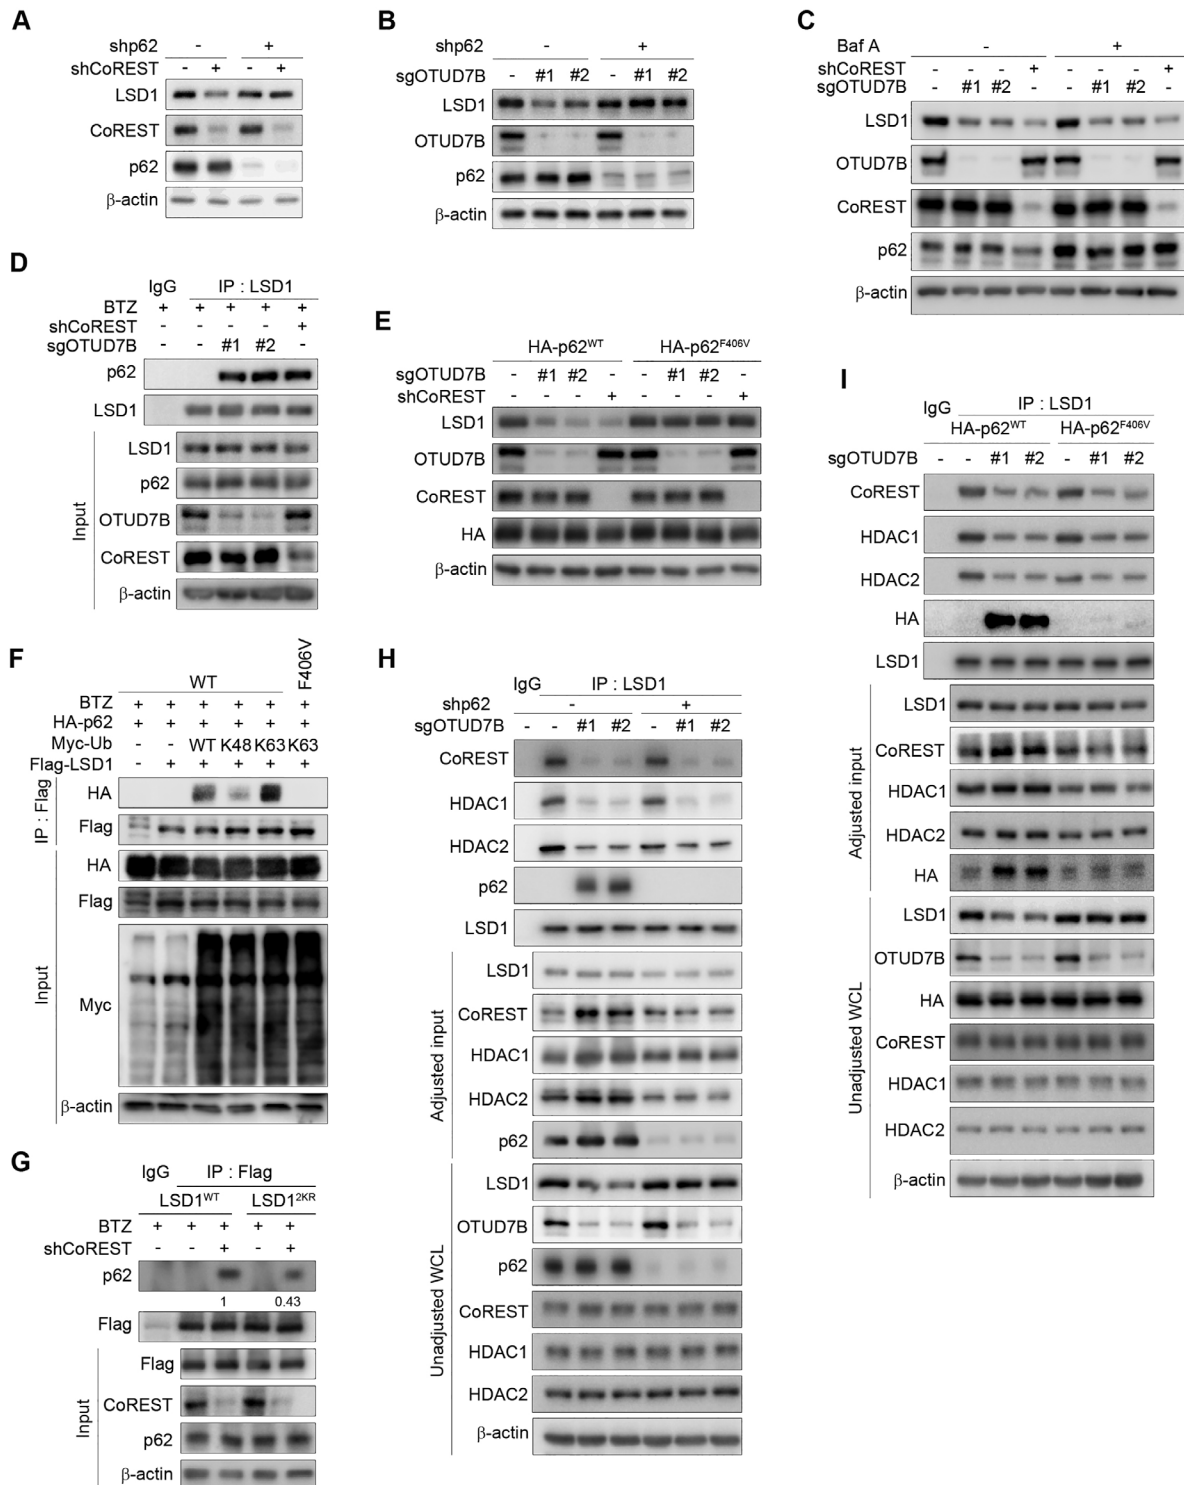 A
shp62 - +
shCoREST - + - +
LSD1
CoREST
p62
β-actin
B
shp62 - +
sgOTUD7B - #1 #2 - #1 #2
LSD1
OTUD7B
p62
β-actin
C
Baf A - +
shCoREST - - - + - - - +
sgOTUD7B - #1 #2 - - #1 #2 -
LSD1
OTUD7B
CoREST
p62
β-actin
D
IgG IP : LSD1
BTZ + + + + +
shCoREST - - - - +
sgOTUD7B - - #1 #2 -
p62
LSD1
Input
LSD1
p62
OTUD7B
CoREST
β-actin
E
HA-p62WT HA-p62F406V
sgOTUD7B - #1 #2 - - #1 #2 -
shCoREST - - - + - - - +
LSD1
OTUD7B
CoREST
HA
β-actin
F
WT F406V
BTZ + + + + + +
HA-p62 + + + + + +
Myc-Ub - - WT K48 K63 K63
Flag-LSD1 - + + + + +
IP : Flag
HA
Flag
Input
HA
Flag
Myc
β-actin
G
IgG IP : Flag
LSD1WT LSD12KR
BTZ + + + + +
shCoREST - - + - +
p62
1 0.43
Flag
Input
Flag
CoREST
p62
β-actin
H
IgG IP : LSD1
shp62 - +
sgOTUD7B - - #1 #2 - #1 #2
CoREST
HDAC1
HDAC2
p62
LSD1
Adjusted input
LSD1
CoREST
HDAC1
HDAC2
p62
Unadjusted WCL
LSD1
OTUD7B
p62
CoREST
HDAC1
HDAC2
β-actin
I
IgG IP : LSD1
HA-p62WT HA-p62F406V
sgOTUD7B - - #1 #2 - #1 #2
CoREST
HDAC1
HDAC2
HA
LSD1
Adjusted input
LSD1
CoREST
HDAC1
HDAC2
HA
Unadjusted WCL
LSD1
OTUD7B
HA
CoREST
HDAC1
HDAC2
β-actin